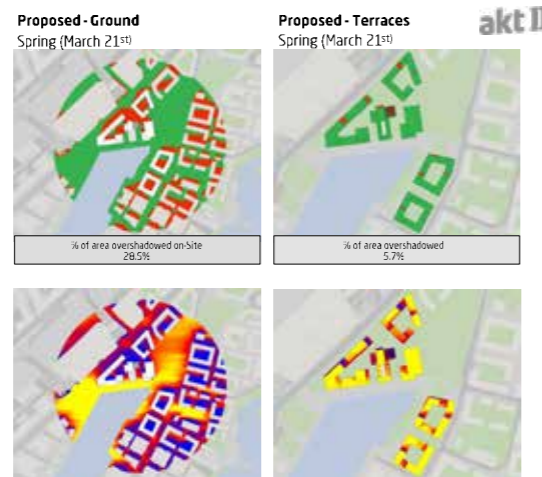 Proposed - Ground
Spring (March 21st)
Proposed - Terraces
Spring (March 21st)
akt II
% of area overshadowed on-Site
28.5%
% of area overshadowed
5.7%